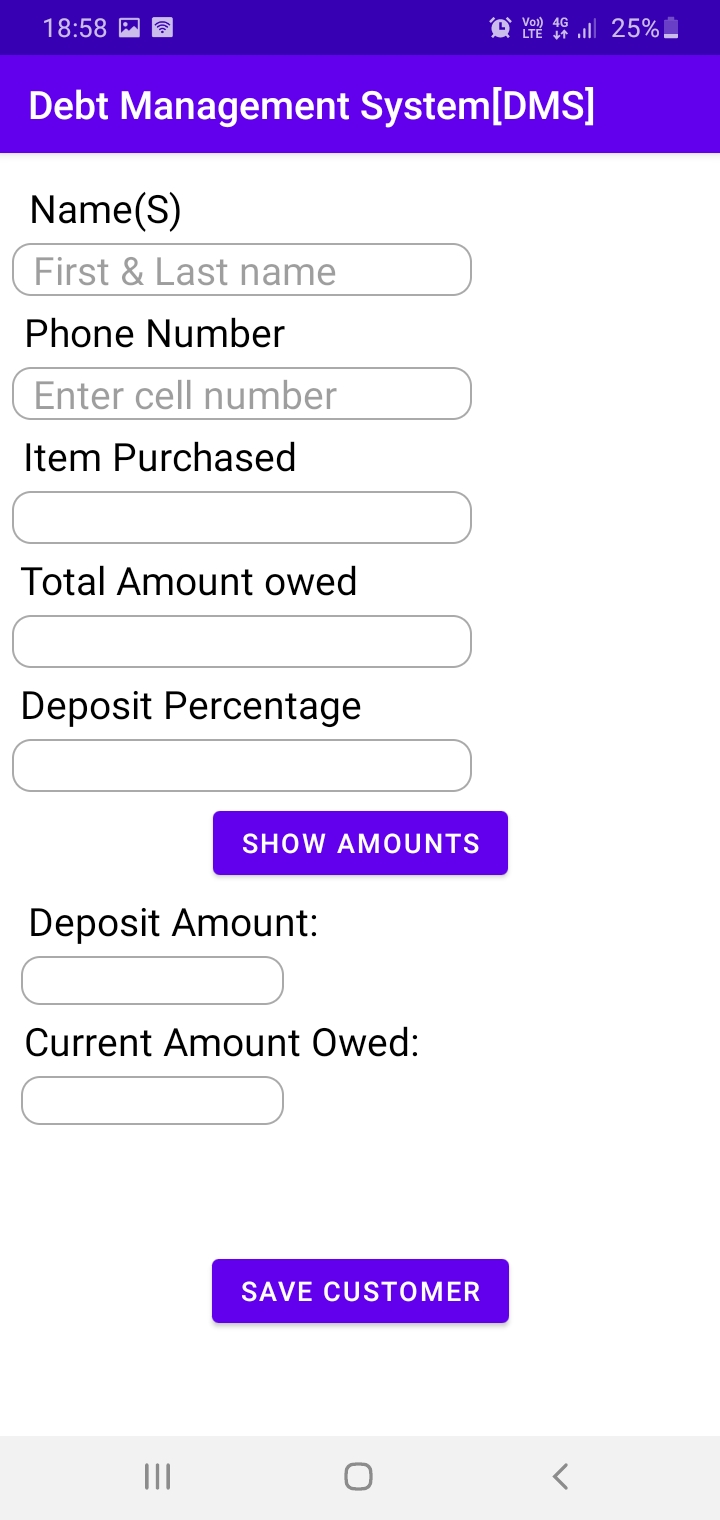 18:58 Vo)) LTE 4G 25%
Debt Management System[DMS]
Name(S)
First & Last name
Phone Number
Enter cell number
Item Purchased
Total Amount owed
Deposit Percentage
SHOW AMOUNTS
Deposit Amount:
Current Amount Owed:
SAVE CUSTOMER